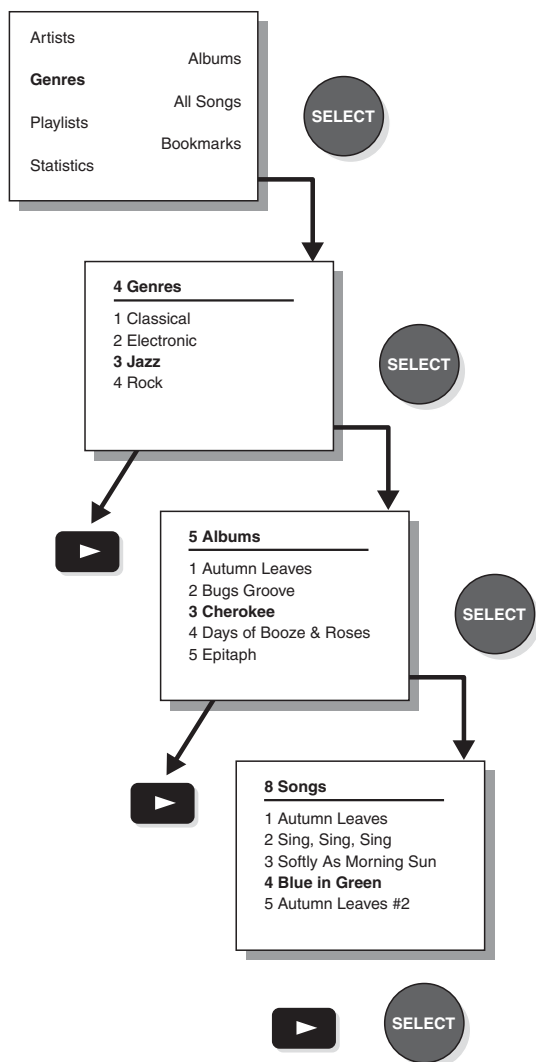 Artists
Albums
Genres
All Songs
Playlists
Bookmarks
Statistics
SELECT
4 Genres
1 Classical
2 Electronic
3 Jazz
4 Rock
SELECT
5 Albums
1 Autumn Leaves
2 Bugs Groove
3 Cherokee
4 Days of Booze & Roses
5 Epitaph
SELECT
8 Songs
1 Autumn Leaves
2 Sing, Sing, Sing
3 Softly As Morning Sun
4 Blue in Green
5 Autumn Leaves #2
SELECT